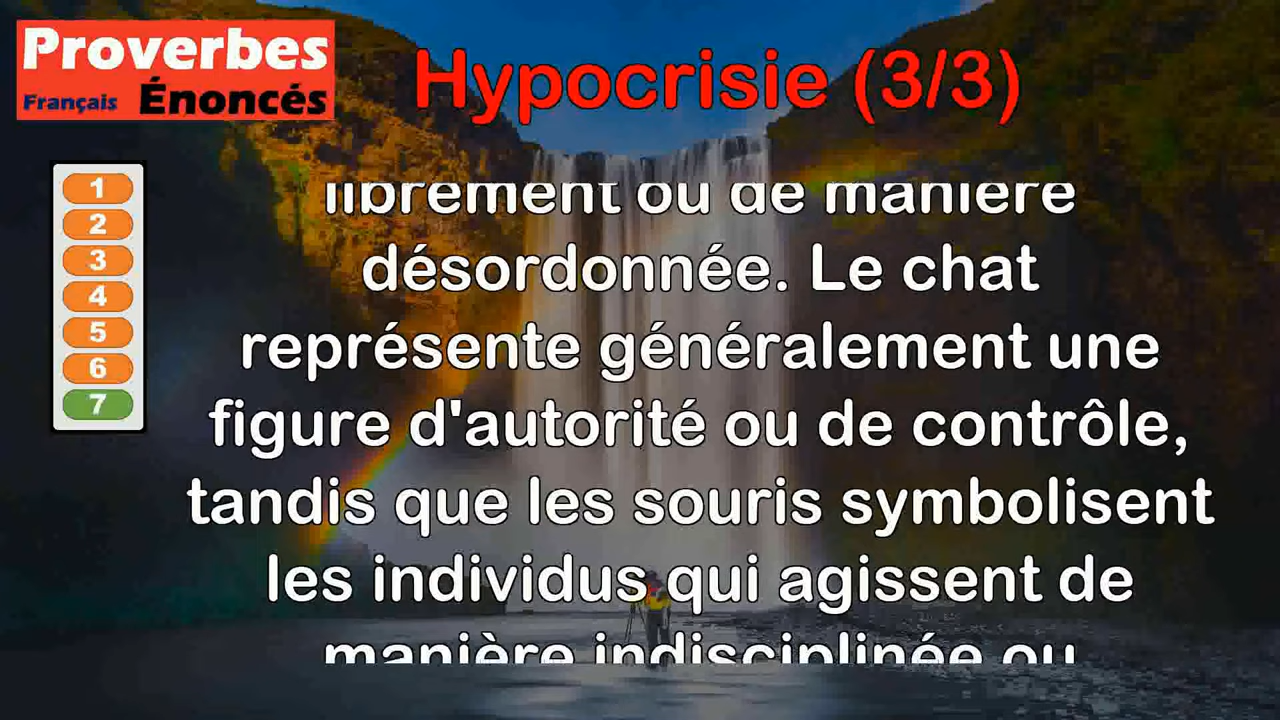 Proverbes
Français Énoncés
Hypocrisie (3/3)
1
2
3
4
5
6
7
librement ou de manière
désordonnée. Le chat
représente généralement une
figure d'autorité ou de contrôle,
tandis que les souris symbolisent
les individus qui agissent de
manière indisciplinée ou